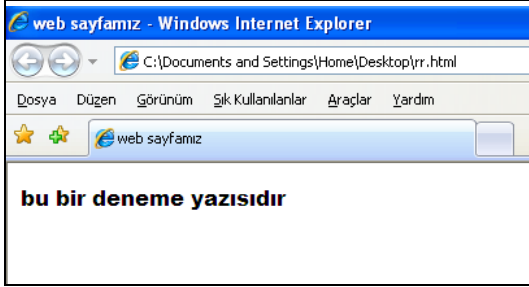 web sayfamız - Windows Internet Explorer
C:\Documents and Settings\Home\Desktop\rr.html
Dosya Düzen Görünüm Sık Kullanılanlar Araçlar Yardım
web sayfamız
bu bir deneme yazısıdır